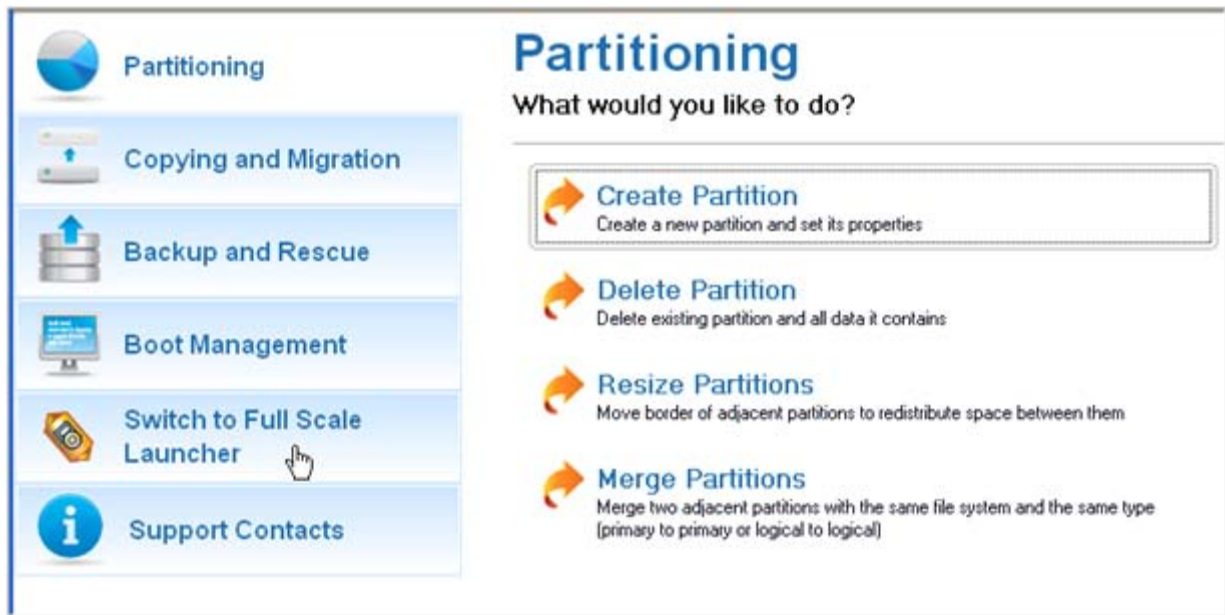 Partitioning
Copying and Migration
Backup and Rescue
Boot Management
Switch to Full Scale
Launcher
Support Contacts
Partitioning
What would you like to do?
Create Partition
Create a new partition and set its properties
Delete Partition
Delete existing partition and all data it contains
Resize Partitions
Move border of adjacent partitions to redistribute space between them
Merge Partitions
Merge two adjacent partitions with the same file system and the same type
(primary to primary or logical to logical)